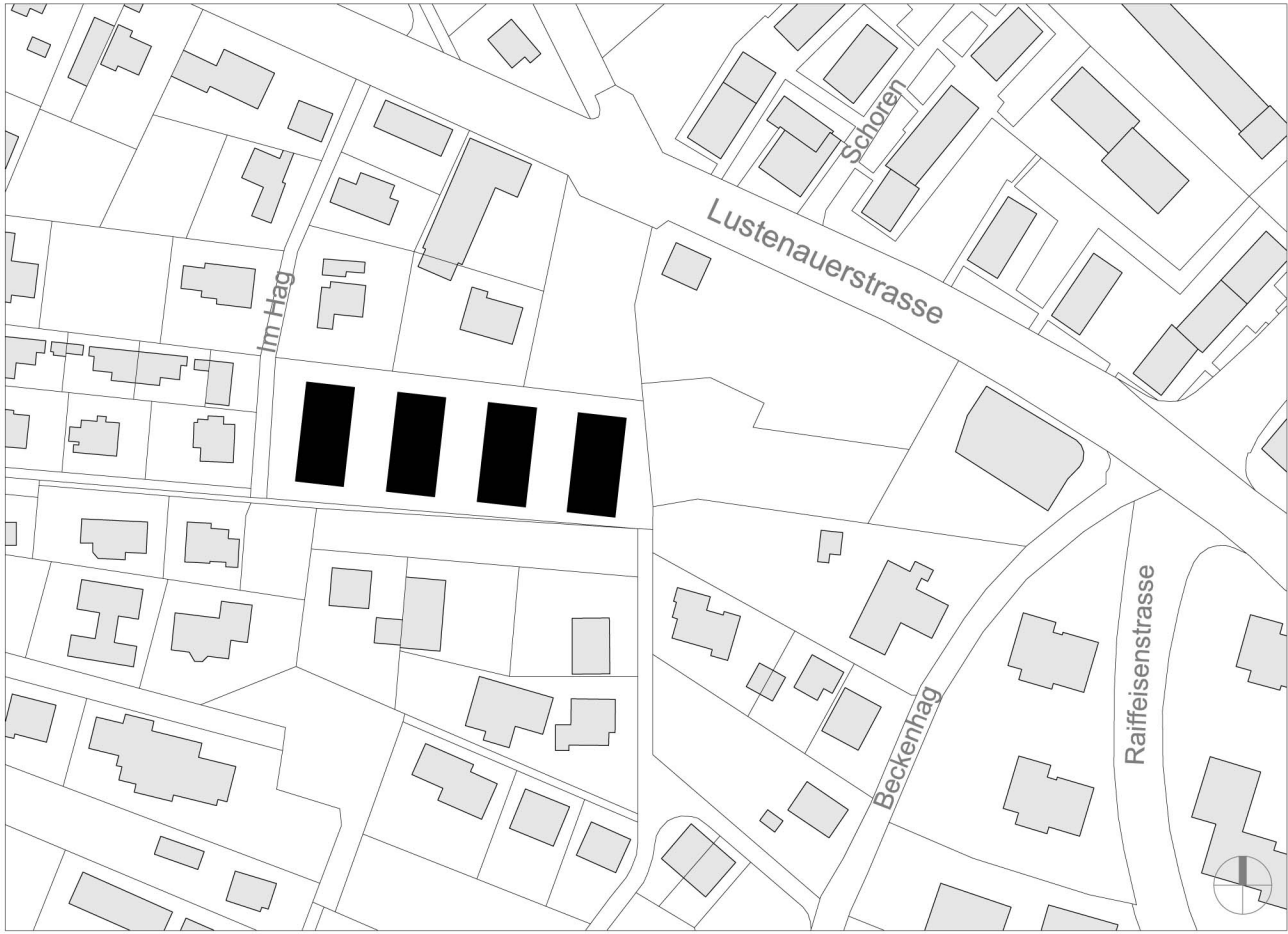 Schoren
Lustenauerstrasse
Im Hag
Raiffeisenstrasse
Beckenhag